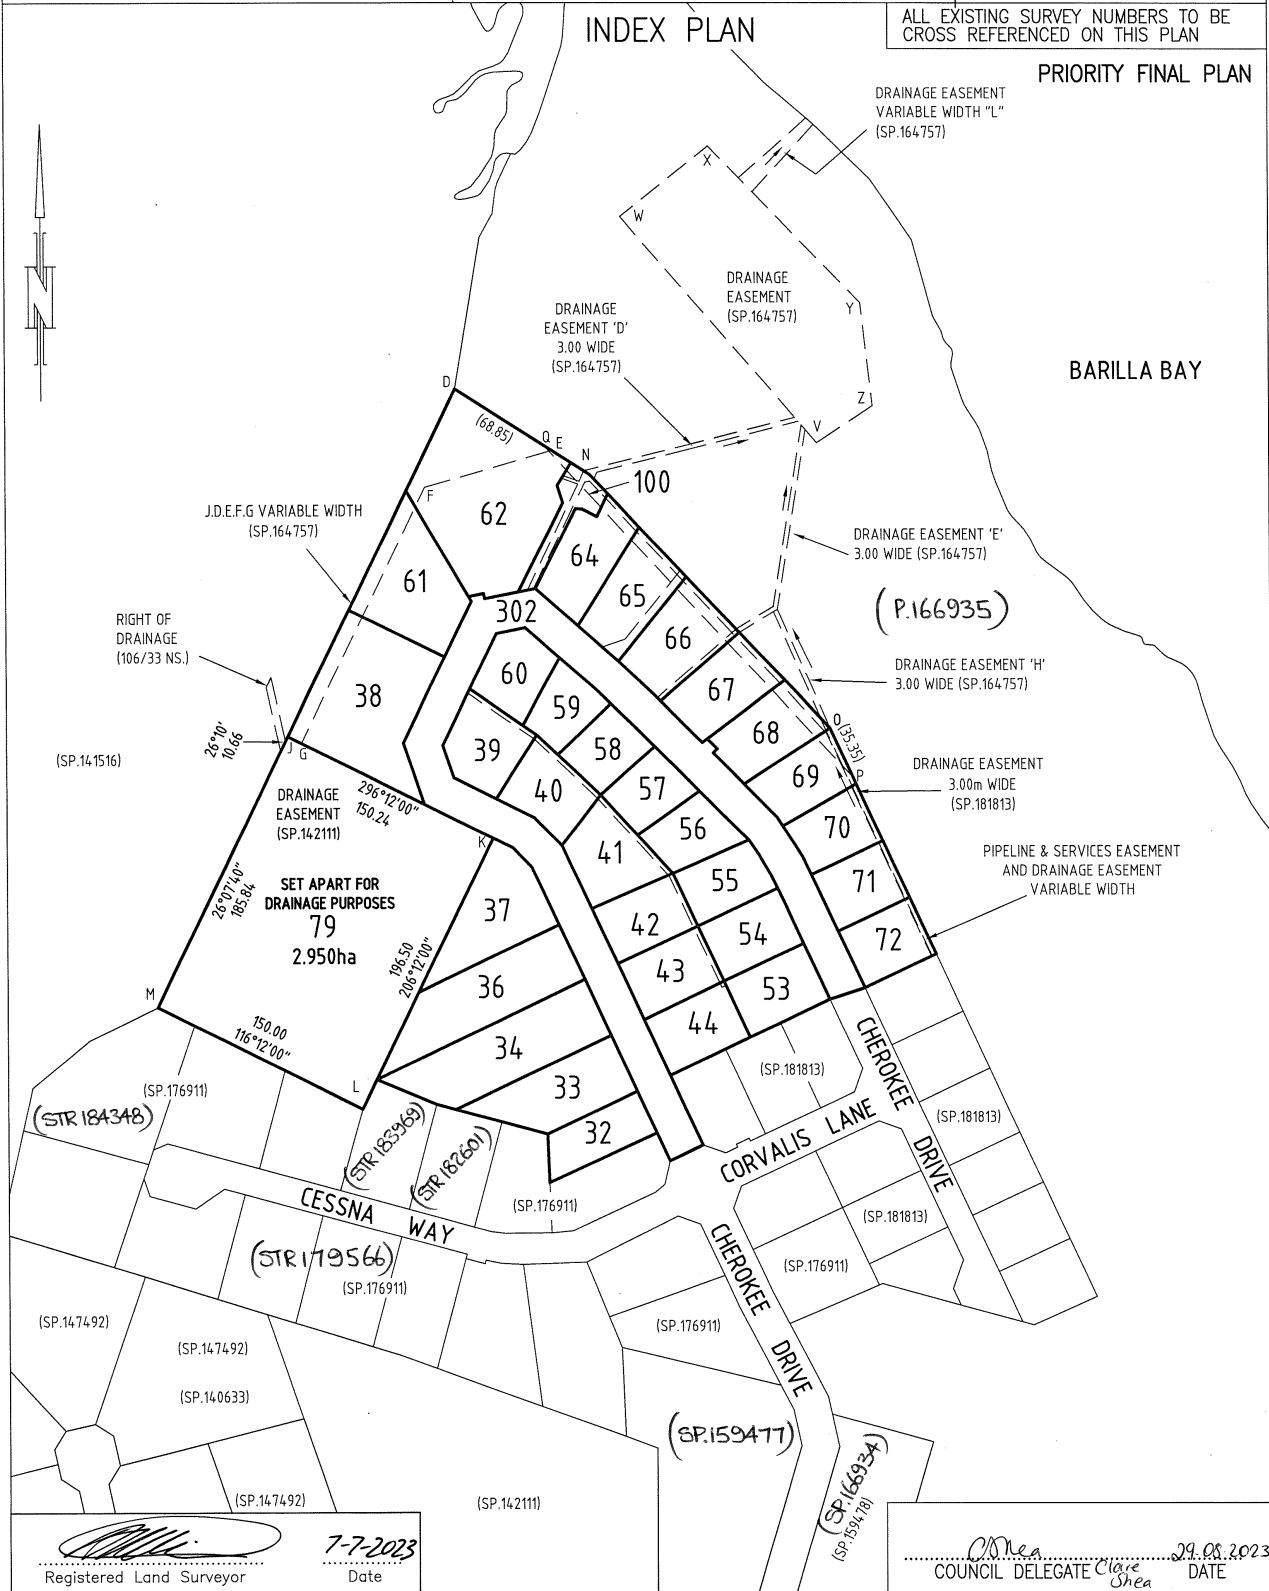 INDEX PLAN
ALL EXISTING SURVEY NUMBERS TO BE
CROSS REFERENCED ON THIS PLAN
PRIORITY FINAL PLAN
DRAINAGE EASEMENT
VARIABLE WIDTH "L"
(SP.164757)
X
W
N
DRAINAGE
EASEMENT
(SP.164757)
Y
DRAINAGE
EASEMENT 'D'
3.00 WIDE
(SP.164757)
BARILLA BAY
Z
V
D
(68.85)
Q E
N
100
F
J.D.E.F.G VARIABLE WIDTH
(SP.164757)
62
64
61
65
302
66
DRAINAGE EASEMENT 'E'
3.00 WIDE (SP.164757)
(P.166935)
RIGHT OF
DRAINAGE
(106/33 NS.)
DRAINAGE EASEMENT 'H'
3.00 WIDE (SP.164757)
60
59
67
38
68
O
(35.35)
P
58
39
57
69
40
56
70
26°10'
10.66
J
G
(SP.141516)
DRAINAGE EASEMENT
3.00m WIDE
(SP.181813)
DRAINAGE
EASEMENT
(SP.142111)
296°12'00"
150.24
K
41
55
71
PIPELINE & SERVICES EASEMENT
AND DRAINAGE EASEMENT
VARIABLE WIDTH
26°07'40"
185.84
SET APART FOR
DRAINAGE PURPOSES
79
2.950ha
37
42
54
72
196.50
206°12'00"
36
43
53
M
150.00
116°12'00"
34
44
L
33
32
(SP.181813)
CHEROKEE DRIVE
(SP.181813)
(SP.176911)
(STR 184348)
(STR 183969)
(STR 182601)
CORVALIS LANE
CESSNA WAY
(SP.176911)
(SP.181813)
(STR 179566)
(SP.176911)
CHEROKEE DRIVE
(SP.176911)
(SP.147492)
(SP.176911)
(SP.147492)
(SP.140633)
(SP.159477)
(SP.166934)
(SP.159478)
(SP.147492)
(SP.142111)
7-7-2023
Registered Land Surveyor
Date
CShea
29.08.2023
COUNCIL DELEGATE Clare Shea
DATE